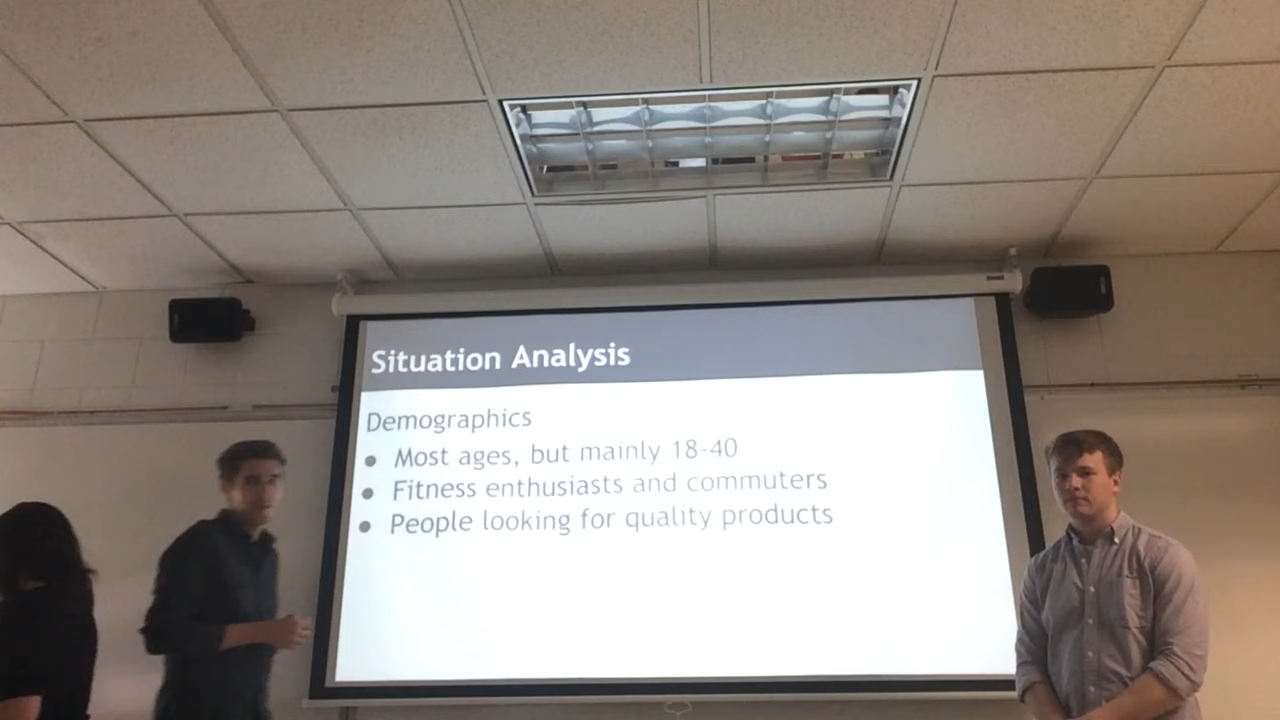 Situation Analysis
Demographics
● Most ages, but mainly 18-40
● Fitness enthusiasts and commuters
● People looking for quality products